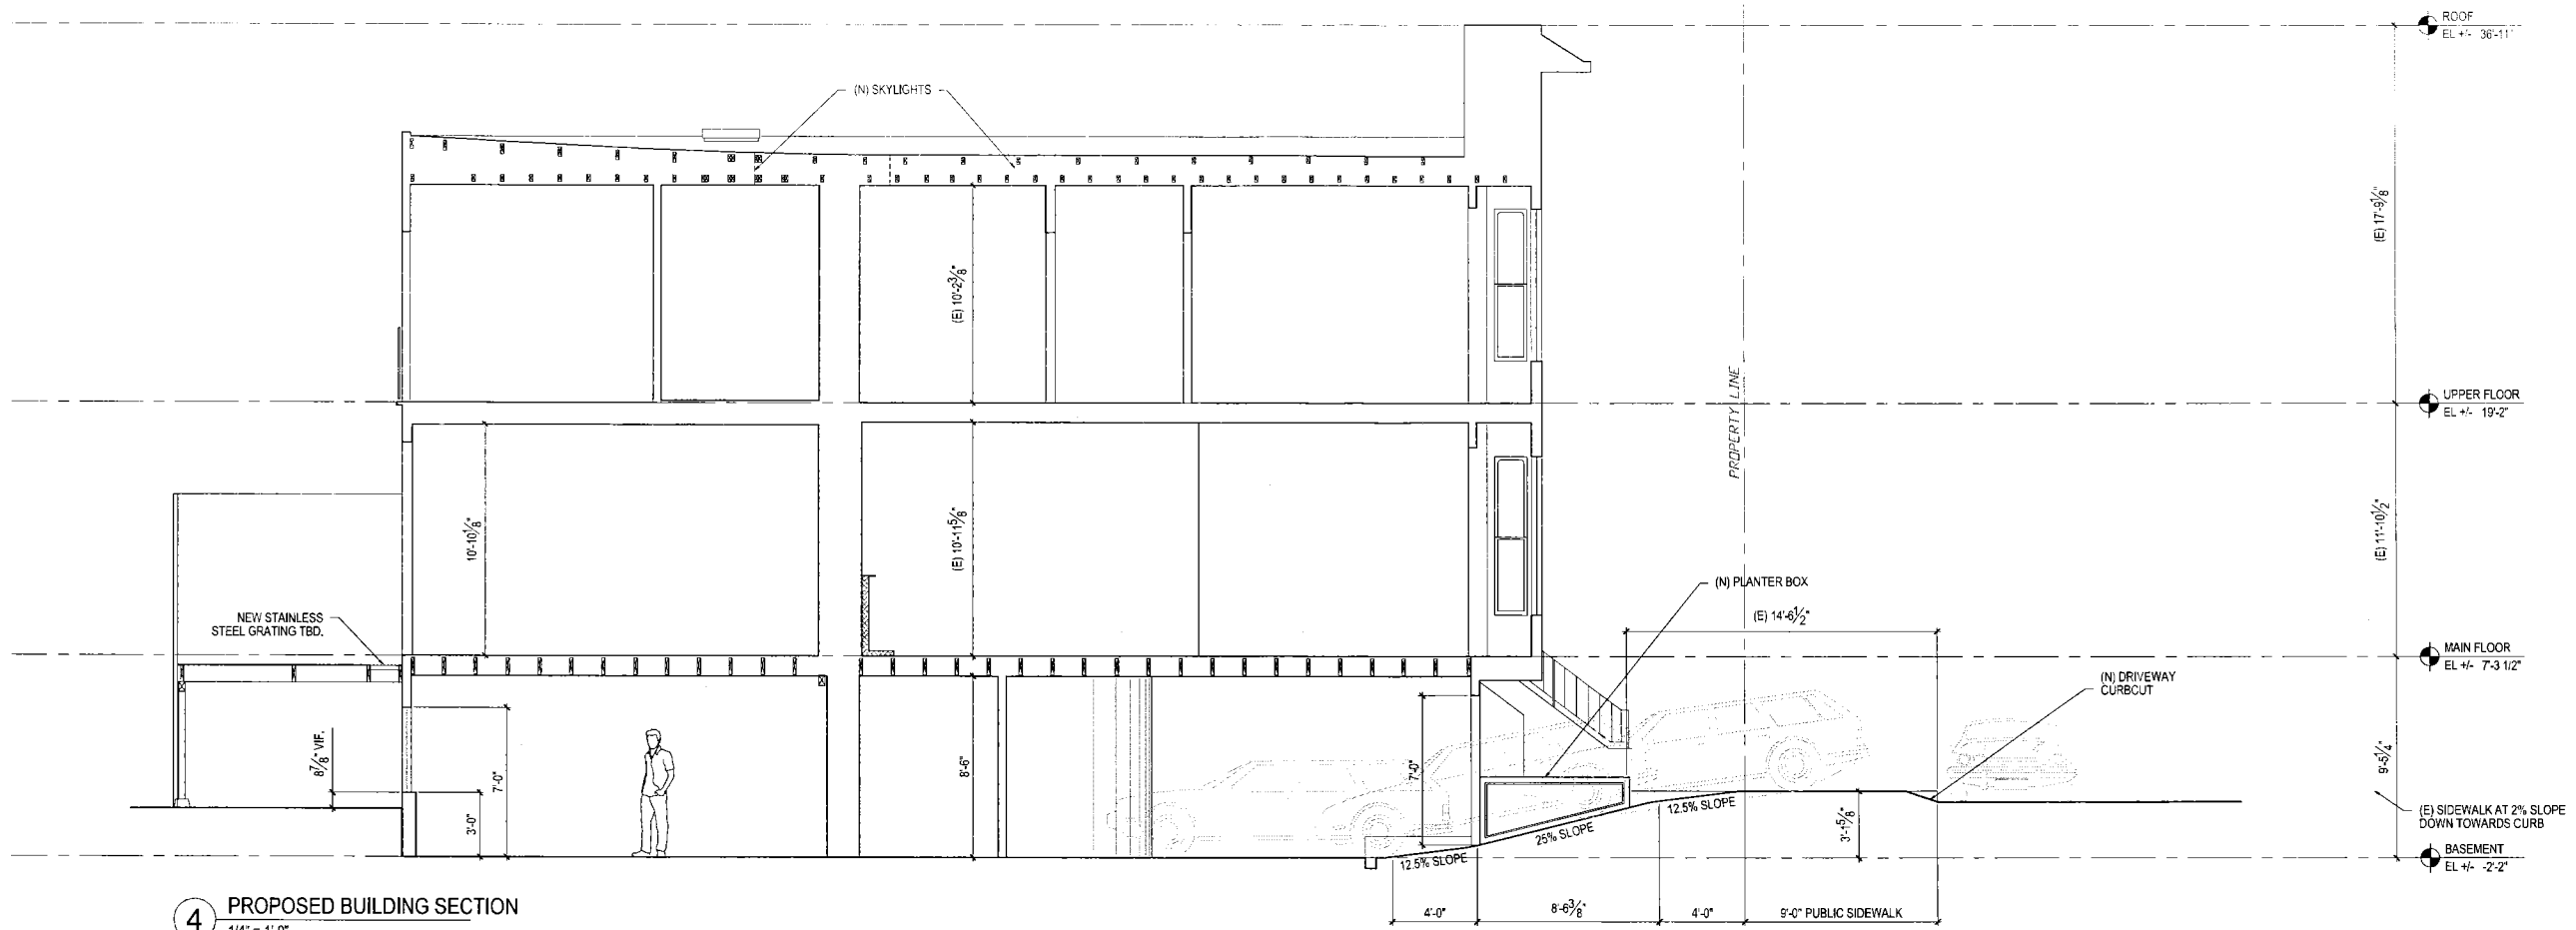 ROOF
EL +/- 36'-11"
(N) SKYLIGHTS
(E) 17'-9 1/8"
(E) 10'-2 3/8"
PROPERTY LINE
UPPER FLOOR
EL +/- 19'-2"
10'-10 1/8"
(E) 10'-11 5/8"
(E) 11'-10 1/2"
(N) PLANTER BOX
(E) 14'-6 1/2"
NEW STAINLESS
STEEL GRATING TBD.
MAIN FLOOR
EL +/- 7'-3 1/2"
(N) DRIVEWAY
CURBCUT
8 7/8" VIF.
7'-0"
3'-0"
8'-6"
7'-0"
9'-5 1/4"
12.5% SLOPE
25% SLOPE
12.5% SLOPE
3'-1 5/8"
(E) SIDEWALK AT 2% SLOPE
DOWN TOWARDS CURB
BASEMENT
EL +/- -2'-2"
4'-0"
8'-6 3/8"
4'-0"
9'-0" PUBLIC SIDEWALK
4
PROPOSED BUILDING SECTION
1/4" = 1'-0"